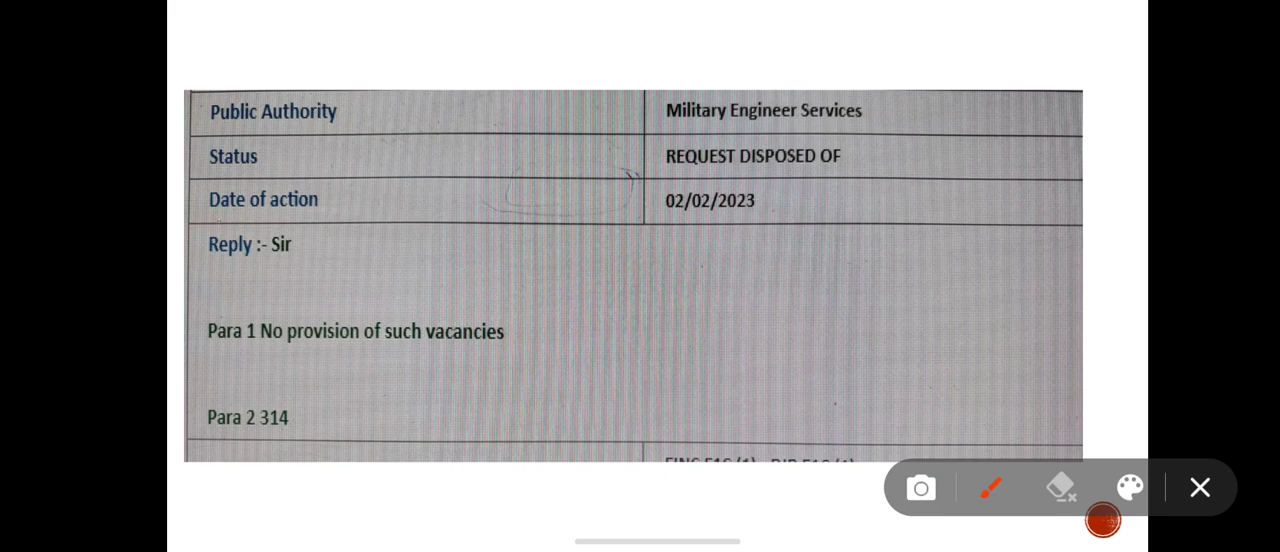 Public Authority Military Engineer Services
Status REQUEST DISPOSED OF
Date of action 02/02/2023
Reply :- Sir
Para 1 No provision of such vacancies
Para 2 314